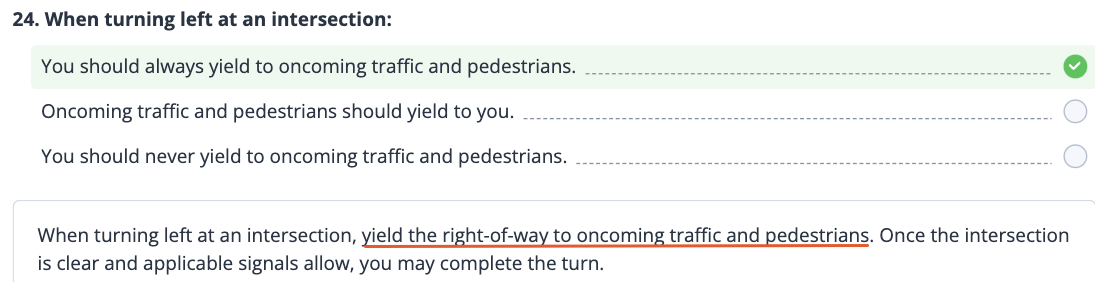 24. When turning left at an intersection:
You should always yield to oncoming traffic and pedestrians.
Oncoming traffic and pedestrians should yield to you.
You should never yield to oncoming traffic and pedestrians.
When turning left at an intersection, yield the right-of-way to oncoming traffic and pedestrians. Once the intersection
is clear and applicable signals allow, you may complete the turn.